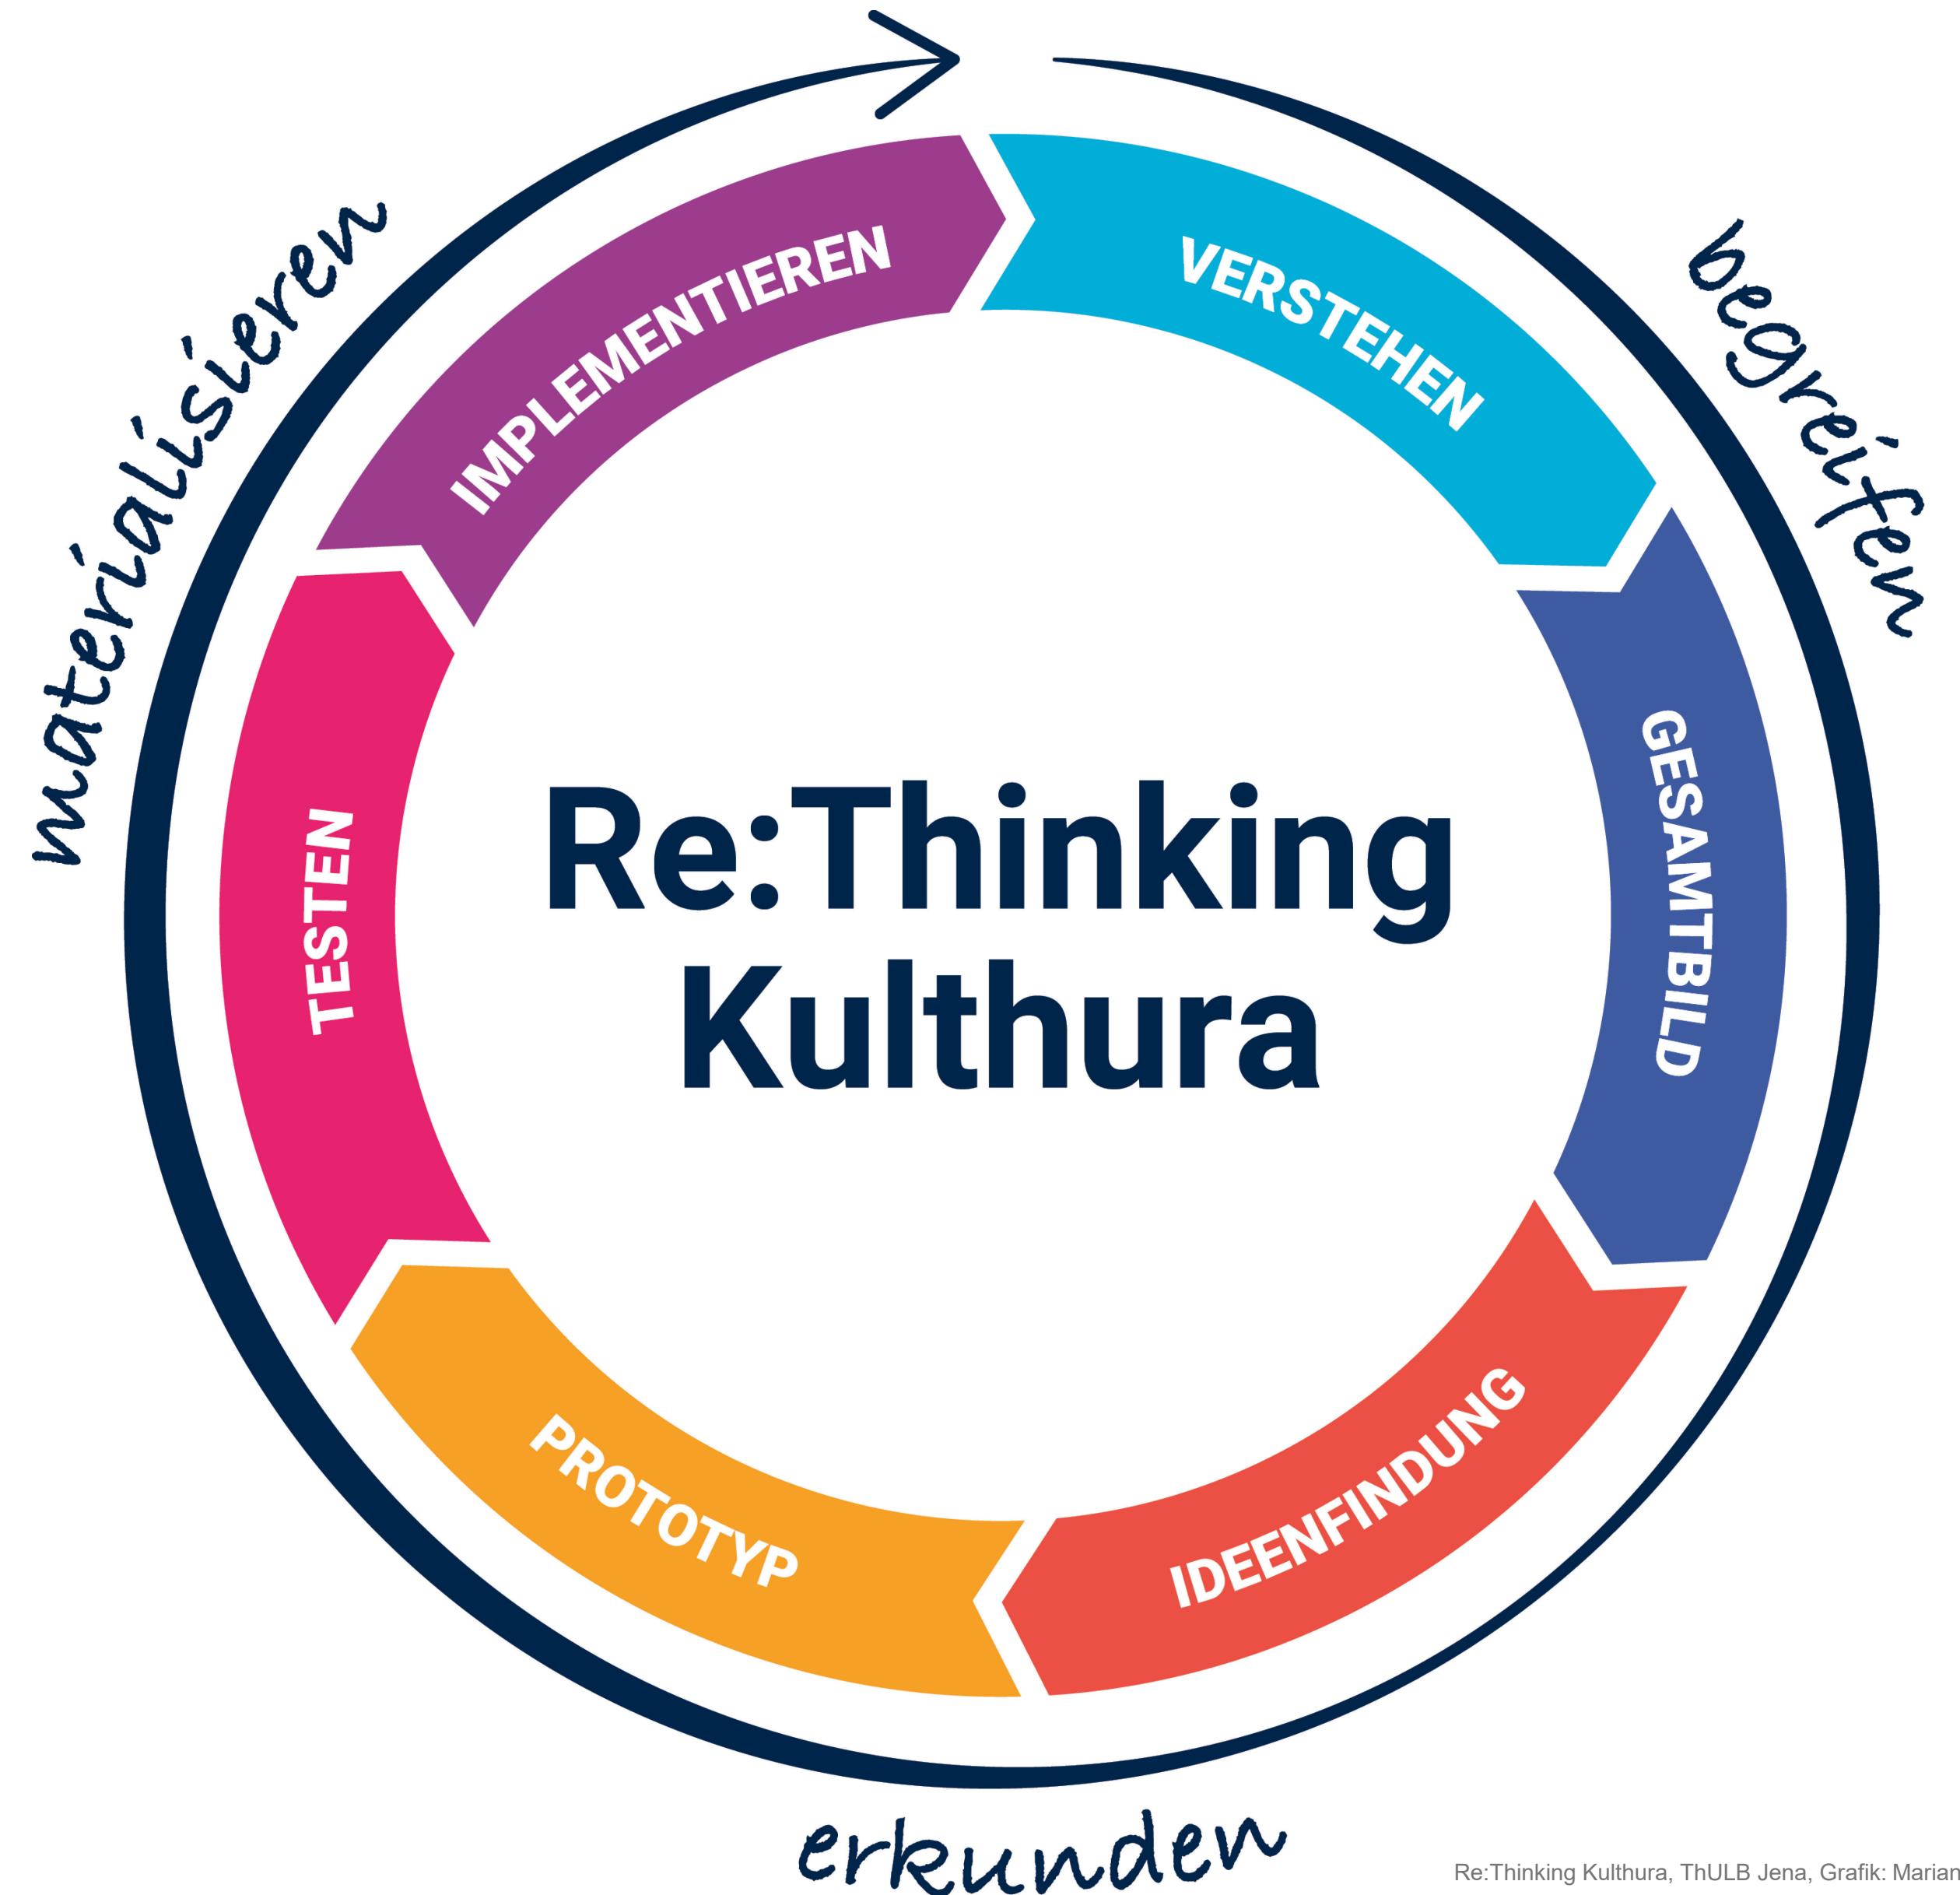 Re:Thinking
Kulthura
VERSTEHEN
GESAMTBILD
IDEENFINDUNG
PROTOTYP
TESTEN
IMPLEMENTIEREN
begreifen
erkunden
materialisieren
Re:Thinking Kulthura, ThULB Jena, Grafik: Marian